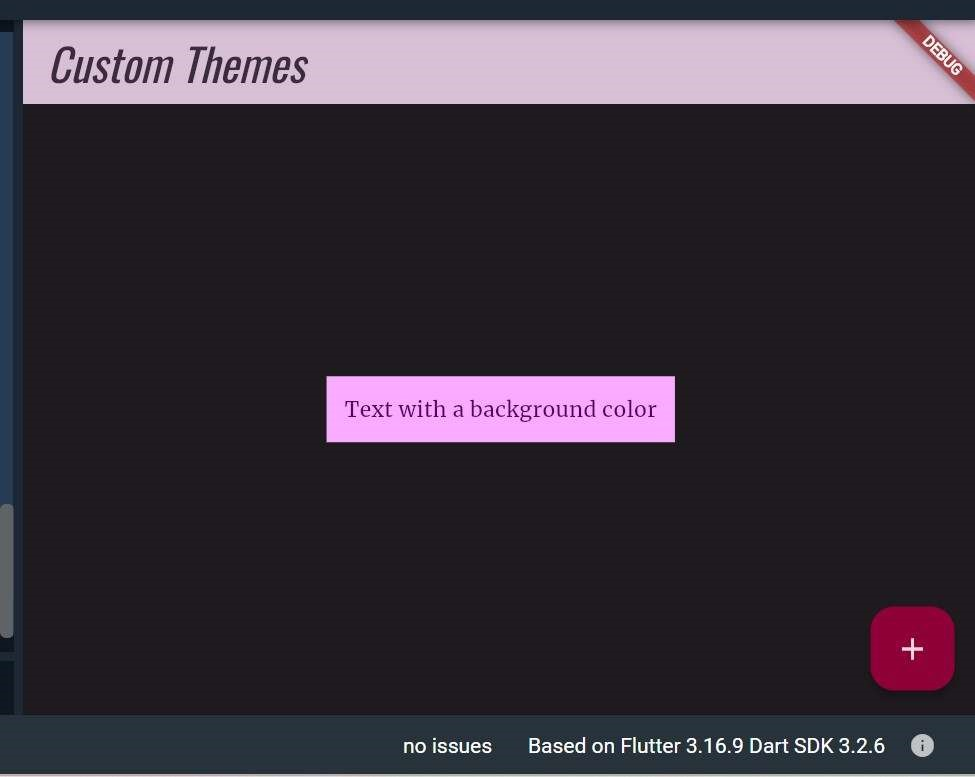 Custom Themes
DEBUG
Text with a background color
+
no issues
Based on Flutter 3.16.9 Dart SDK 3.2.6